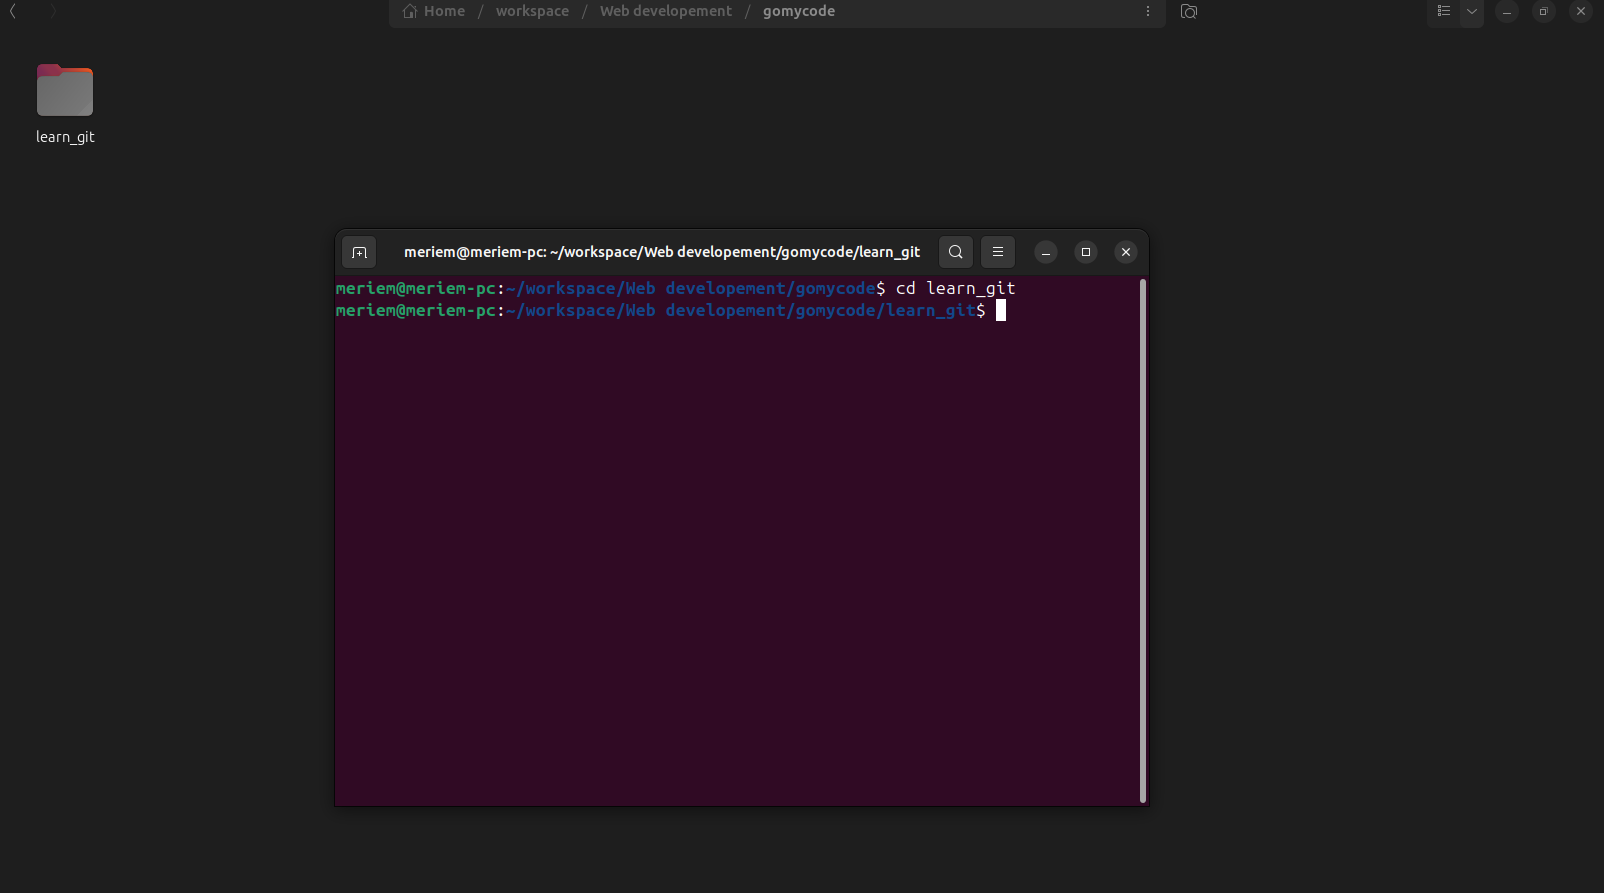 Home / workspace / Web developement / gomycode
learn_git
meriem@meriem-pc: ~/workspace/Web developement/gomycode/learn_git
meriem@meriem-pc:~/workspace/Web developement/gomycode$ cd learn_git
meriem@meriem-pc:~/workspace/Web developement/gomycode/learn_git$